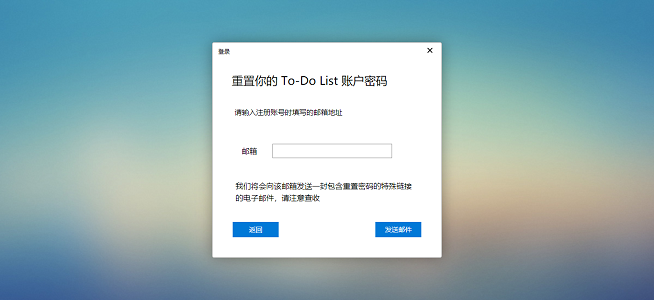 登录
重置你的 To-Do List 账户密码
请输入注册账号时填写的邮箱地址
邮箱
我们将会向该邮箱发送一封包含重置密码的特殊链接
的电子邮件，请注意查收
返回
发送邮件